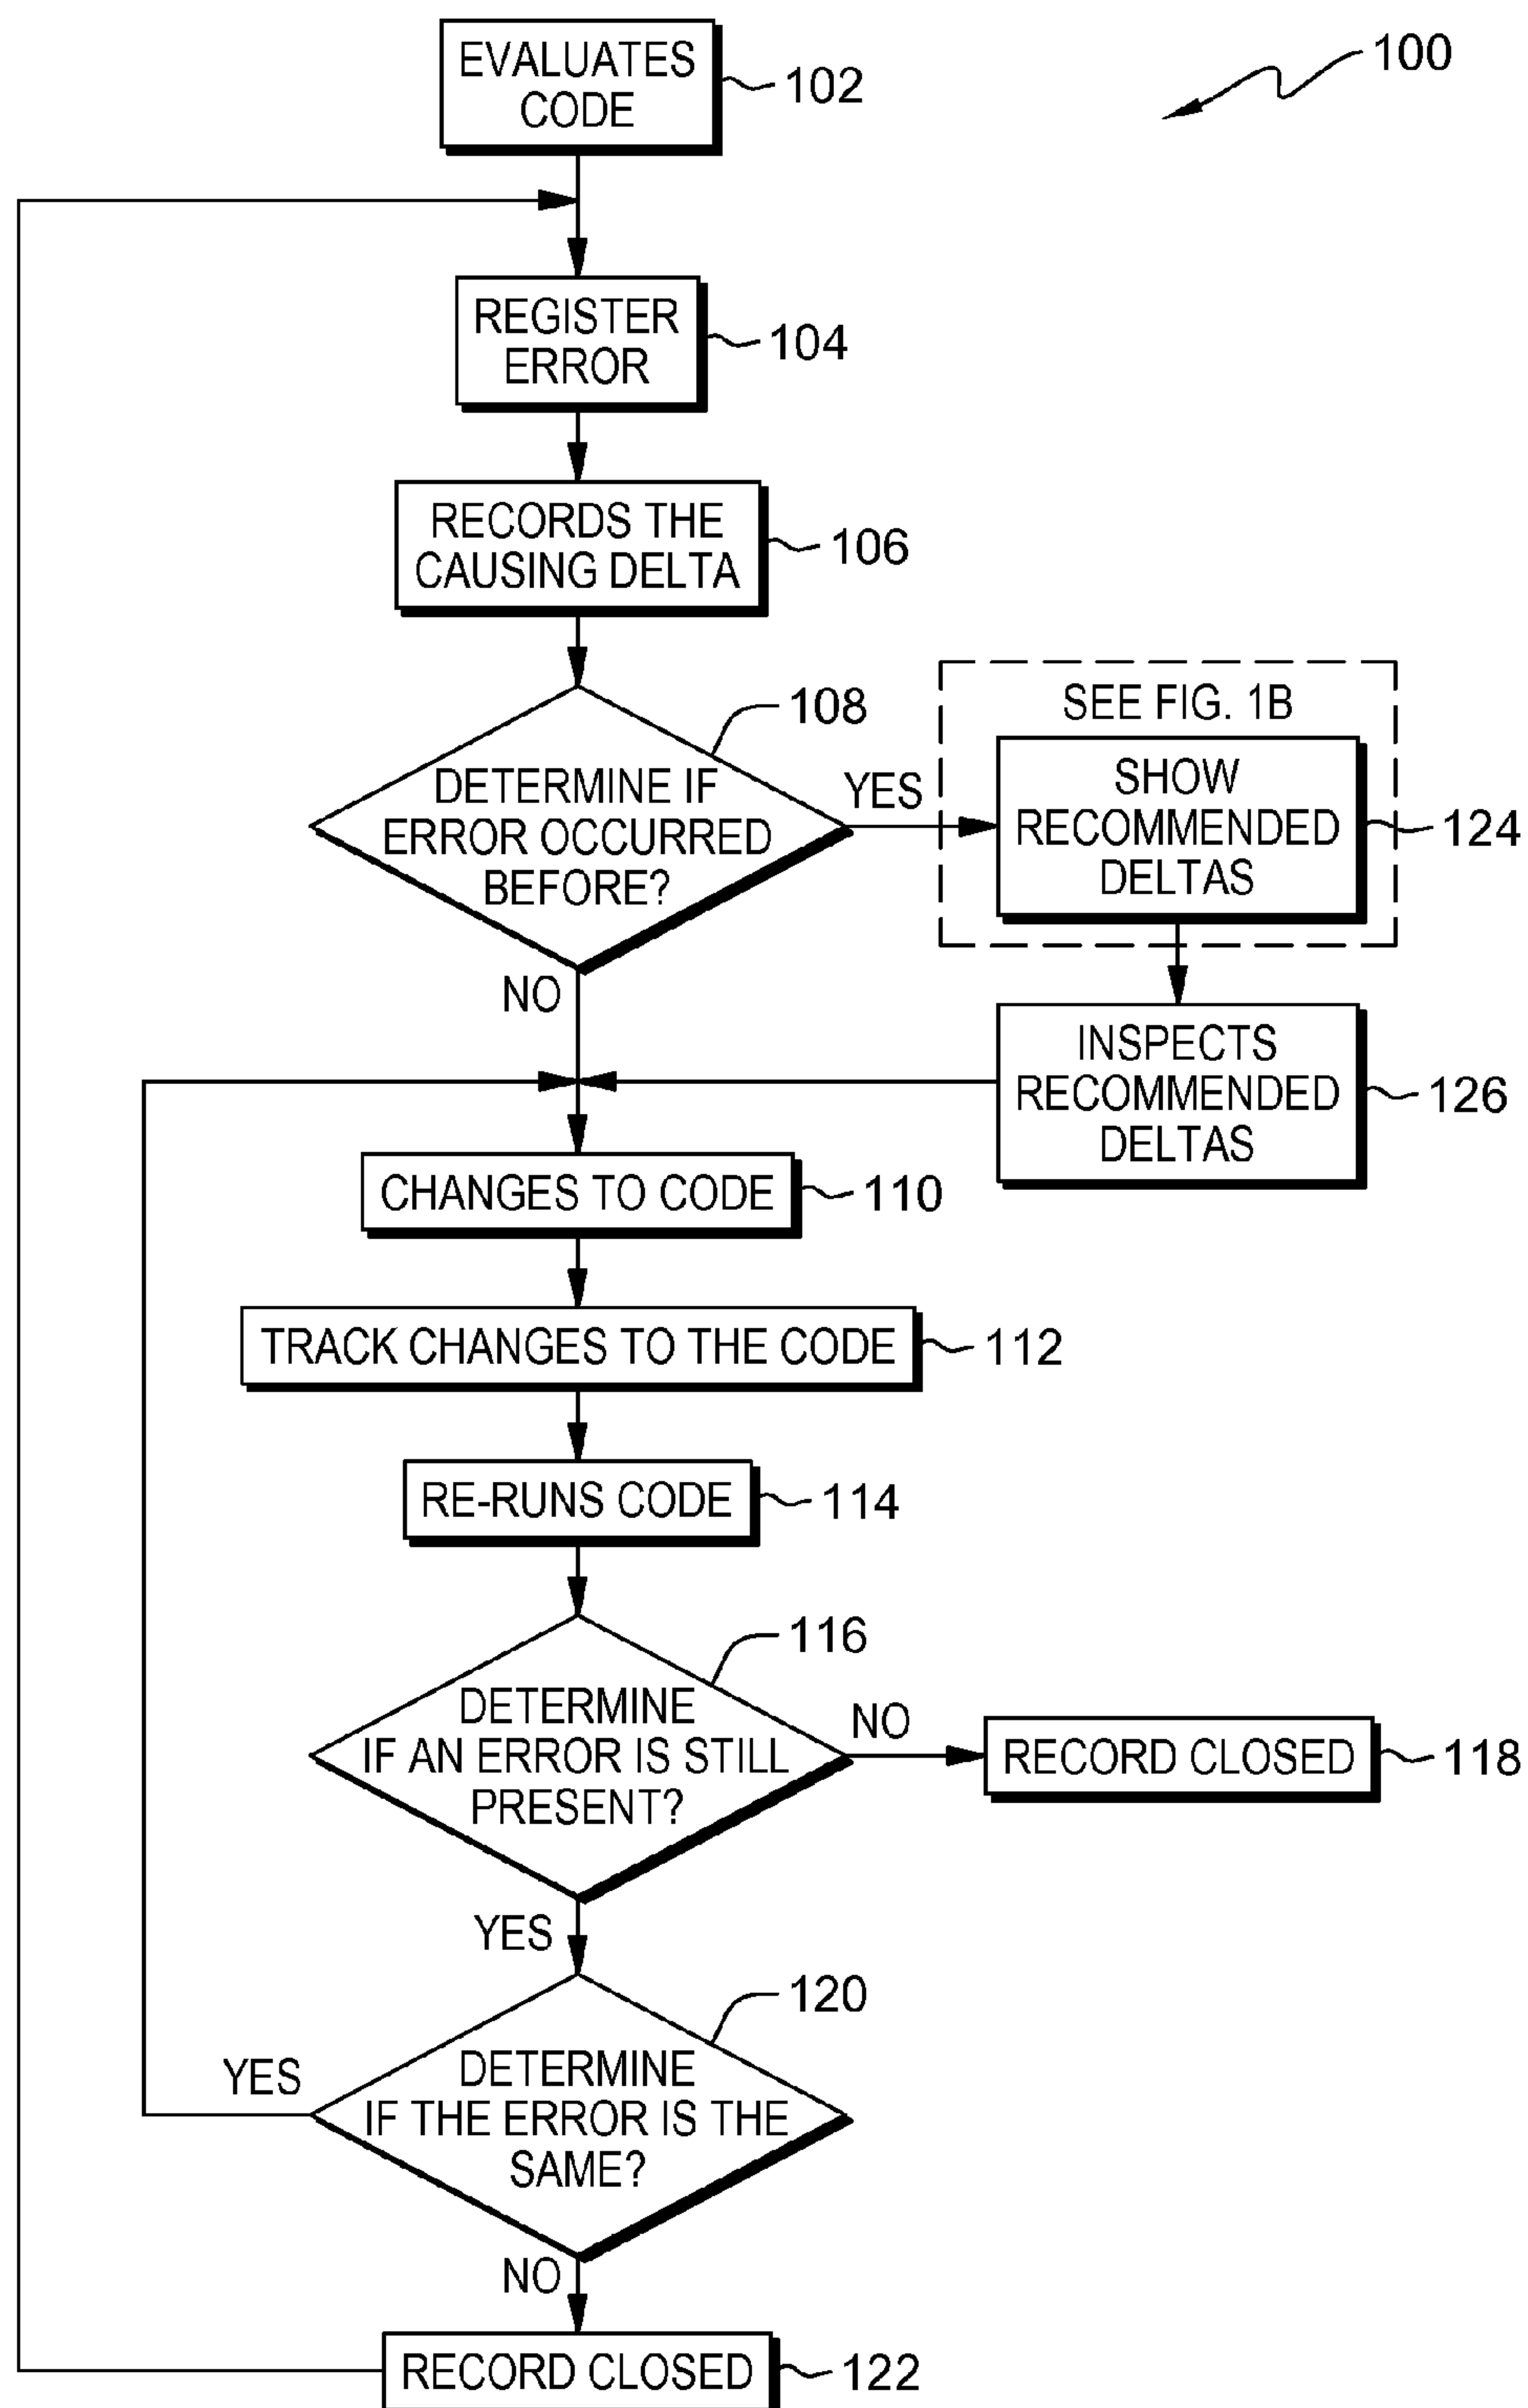 EVALUATES
CODE
102
100
REGISTER
ERROR
104
RECORDS THE
CAUSING DELTA
106
108
DETERMINE IF
ERROR OCCURRED
BEFORE?
YES
NO
SEE FIG. 1B
SHOW
RECOMMENDED
DELTAS
124
INSPECTS
RECOMMENDED
DELTAS
126
CHANGES TO CODE
110
TRACK CHANGES TO THE CODE
112
RE-RUNS CODE
114
116
DETERMINE
IF AN ERROR IS STILL
PRESENT?
NO
RECORD CLOSED
118
YES
120
DETERMINE
IF THE ERROR IS THE
SAME?
YES
NO
RECORD CLOSED
122